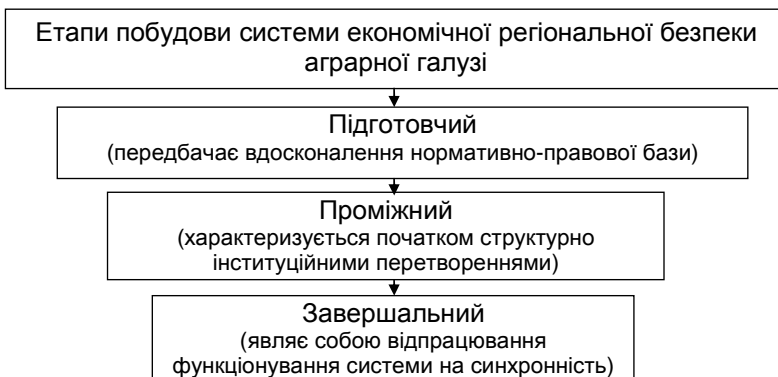 Етапи побудови системи економічної регіональної безпеки
аграрної галузі
Підготовчий
(передбачає вдосконалення нормативно-правової бази)
Проміжний
(характеризується початком структурно
інституційними перетвореннями)
Завершальний
(являє собою відпрацювання
функціонування системи на синхронність)